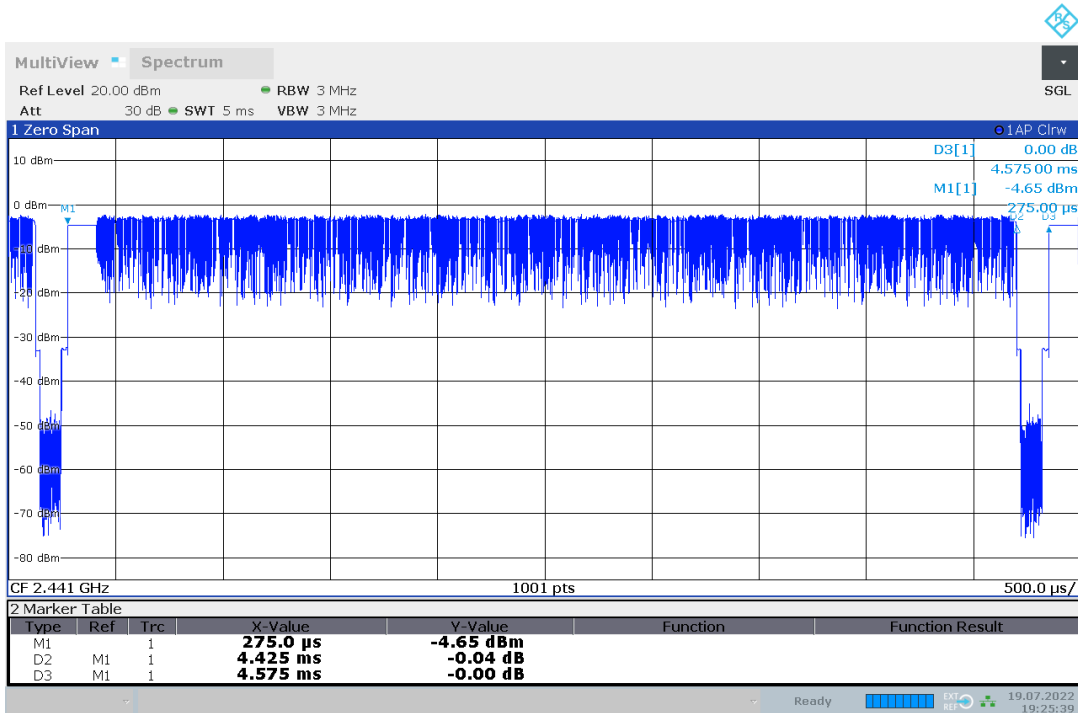 R&S
MultiView Spectrum
Ref Level 20.00 dBm RBW 3 MHz SGL
Att 30 dB SWT 5 ms VBW 3 MHz
1 Zero Span 1AP Clrw
D3[1] 0.00 dB
10 dBm
4.57500 ms
M1[1] -4.65 dBm
0 dBm M1 275.00 µs
D2 D3
-10 dBm
-20 dBm
-30 dBm
-40 dBm
-50 dBm
-60 dBm
-70 dBm
-80 dBm
CF 2.441 GHz 1001 pts 500.0 µs/
2 Marker Table
Type Ref Trc X-Value Y-Value Function Function Result
M1 1 275.0 µs -4.65 dBm
D2 M1 1 4.425 ms -0.04 dB
D3 M1 1 4.575 ms -0.00 dB
Ready EXT REF 19.07.2022
19:25:39